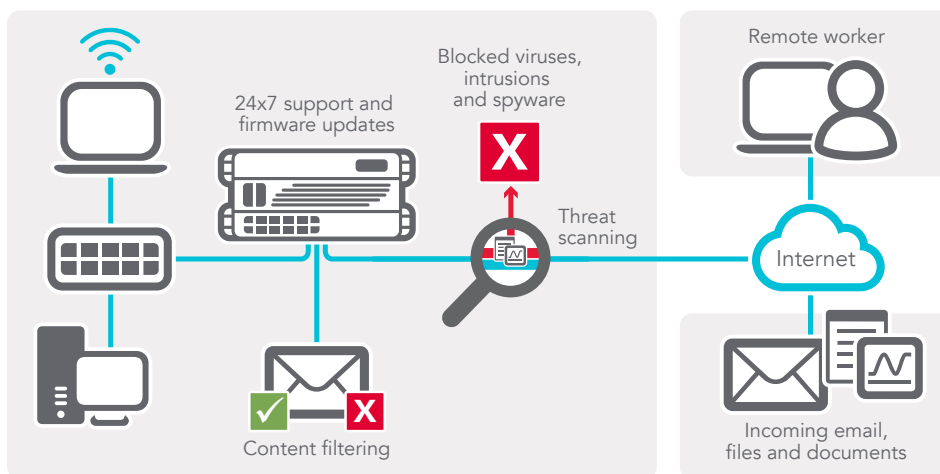 24x7 support and
firmware updates
Blocked viruses,
intrusions
and spyware
X
Threat
scanning
X
Content filtering
Remote worker
Internet
Incoming email,
files and documents